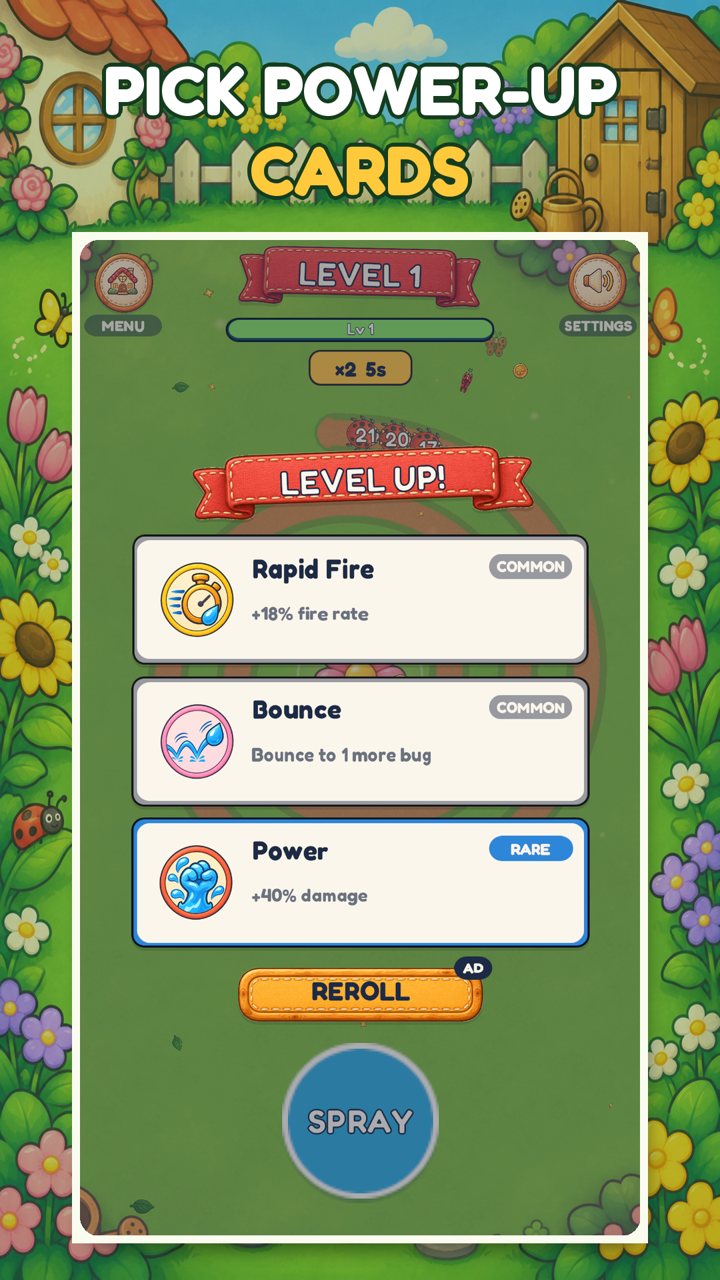 PICK POWER-UP
CARDS
LEVEL 1
Lv 1
MENU
SETTINGS
×2 5s
21 20 17
LEVEL UP!
Rapid Fire
COMMON
+18% fire rate
Bounce
COMMON
Bounce to 1 more bug
Power
RARE
+40% damage
AD
REROLL
SPRAY